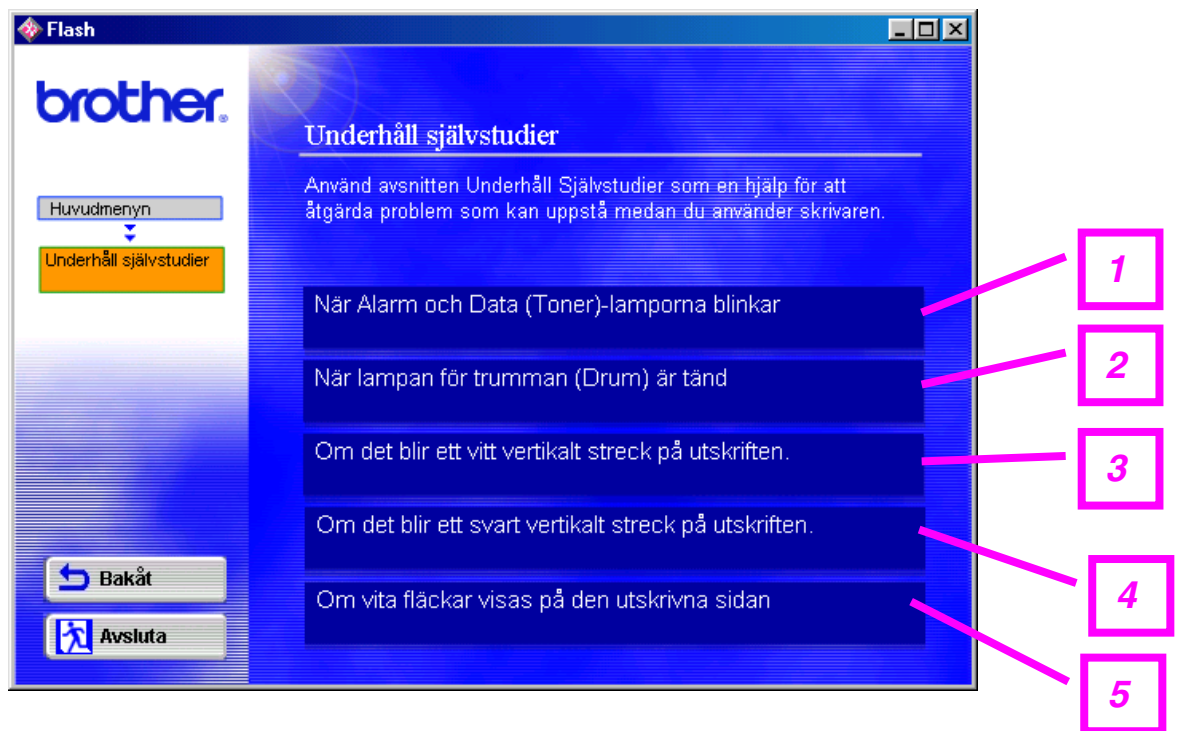 Flash
brother®
Underhåll självstudier
Använd avsnitten Underhåll Självstudier som en hjälp för att
åtgärda problem som kan uppstå medan du använder skrivaren.
Huvudmenyn
Underhåll självstudier
När Alarm och Data (Toner)-lamporna blinkar
1
När lampan för trumman (Drum) är tänd
2
Om det blir ett vitt vertikalt streck på utskriften.
3
Om det blir ett svart vertikalt streck på utskriften.
4
Om vita fläckar visas på den utskrivna sidan
5
Bakåt
Avsluta